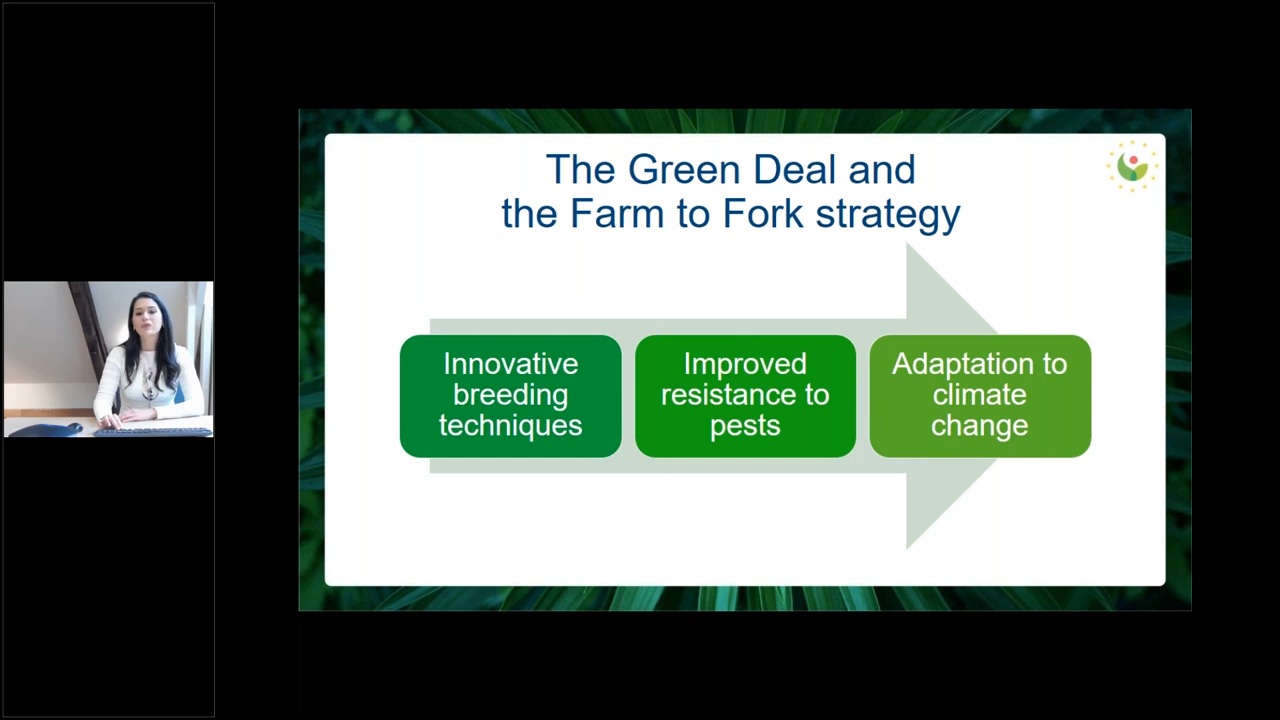 The Green Deal and
the Farm to Fork strategy
Innovative
breeding
techniques
Improved
resistance to
pests
Adaptation to
climate
change